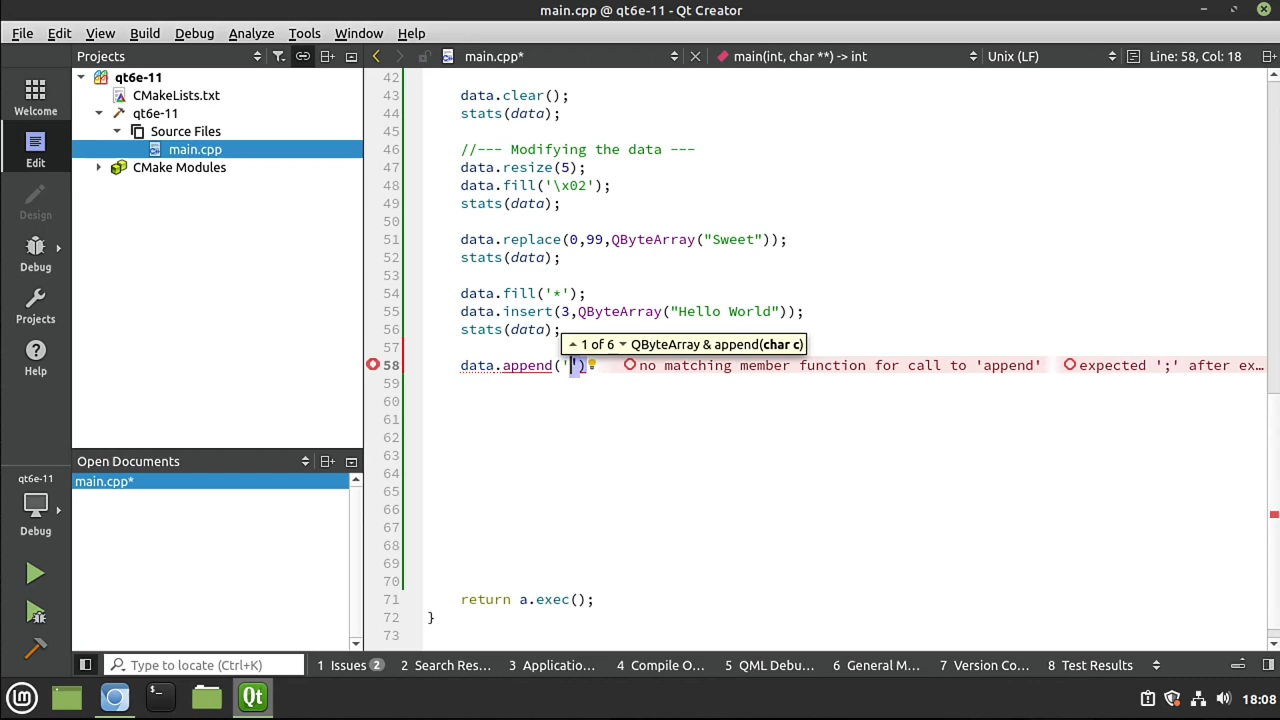 main.cpp @ qt6e-11 - Qt Creator
File Edit View Build Debug Analyze Tools Window Help
Projects
main.cpp*
main(int, char **) -> int
Unix (LF)
Line: 58, Col: 18
Welcome
Edit
Design
Debug
Projects
Help
qt6e-11
Debug
qt6e-11
CMakeLists.txt
qt6e-11
Source Files
main.cpp
CMake Modules
Open Documents
main.cpp*
42
43 data.clear();
44 stats(data);
45
46 //--- Modifying the data ---
47 data.resize(5);
48 data.fill('\x02');
49 stats(data);
50
51 data.replace(0,99,QByteArray("Sweet"));
52 stats(data);
53
54 data.fill('*');
55 data.insert(3,QByteArray("Hello World"));
56 stats(data);
1 of 6 QByteArray & append(char c)
57
58 data.append('') no matching member function for call to 'append' expected ';' after ex…
59
60
61
62
63
64
65
66
67
68
69
70
71 return a.exec();
72 }
73
Type to locate (Ctrl+K)
1 Issues 2
2 Search Res...
3 Applicatio...
4 Compile O...
5 QML Debu...
6 General M...
7 Version Co...
8 Test Results
Qt
18:08